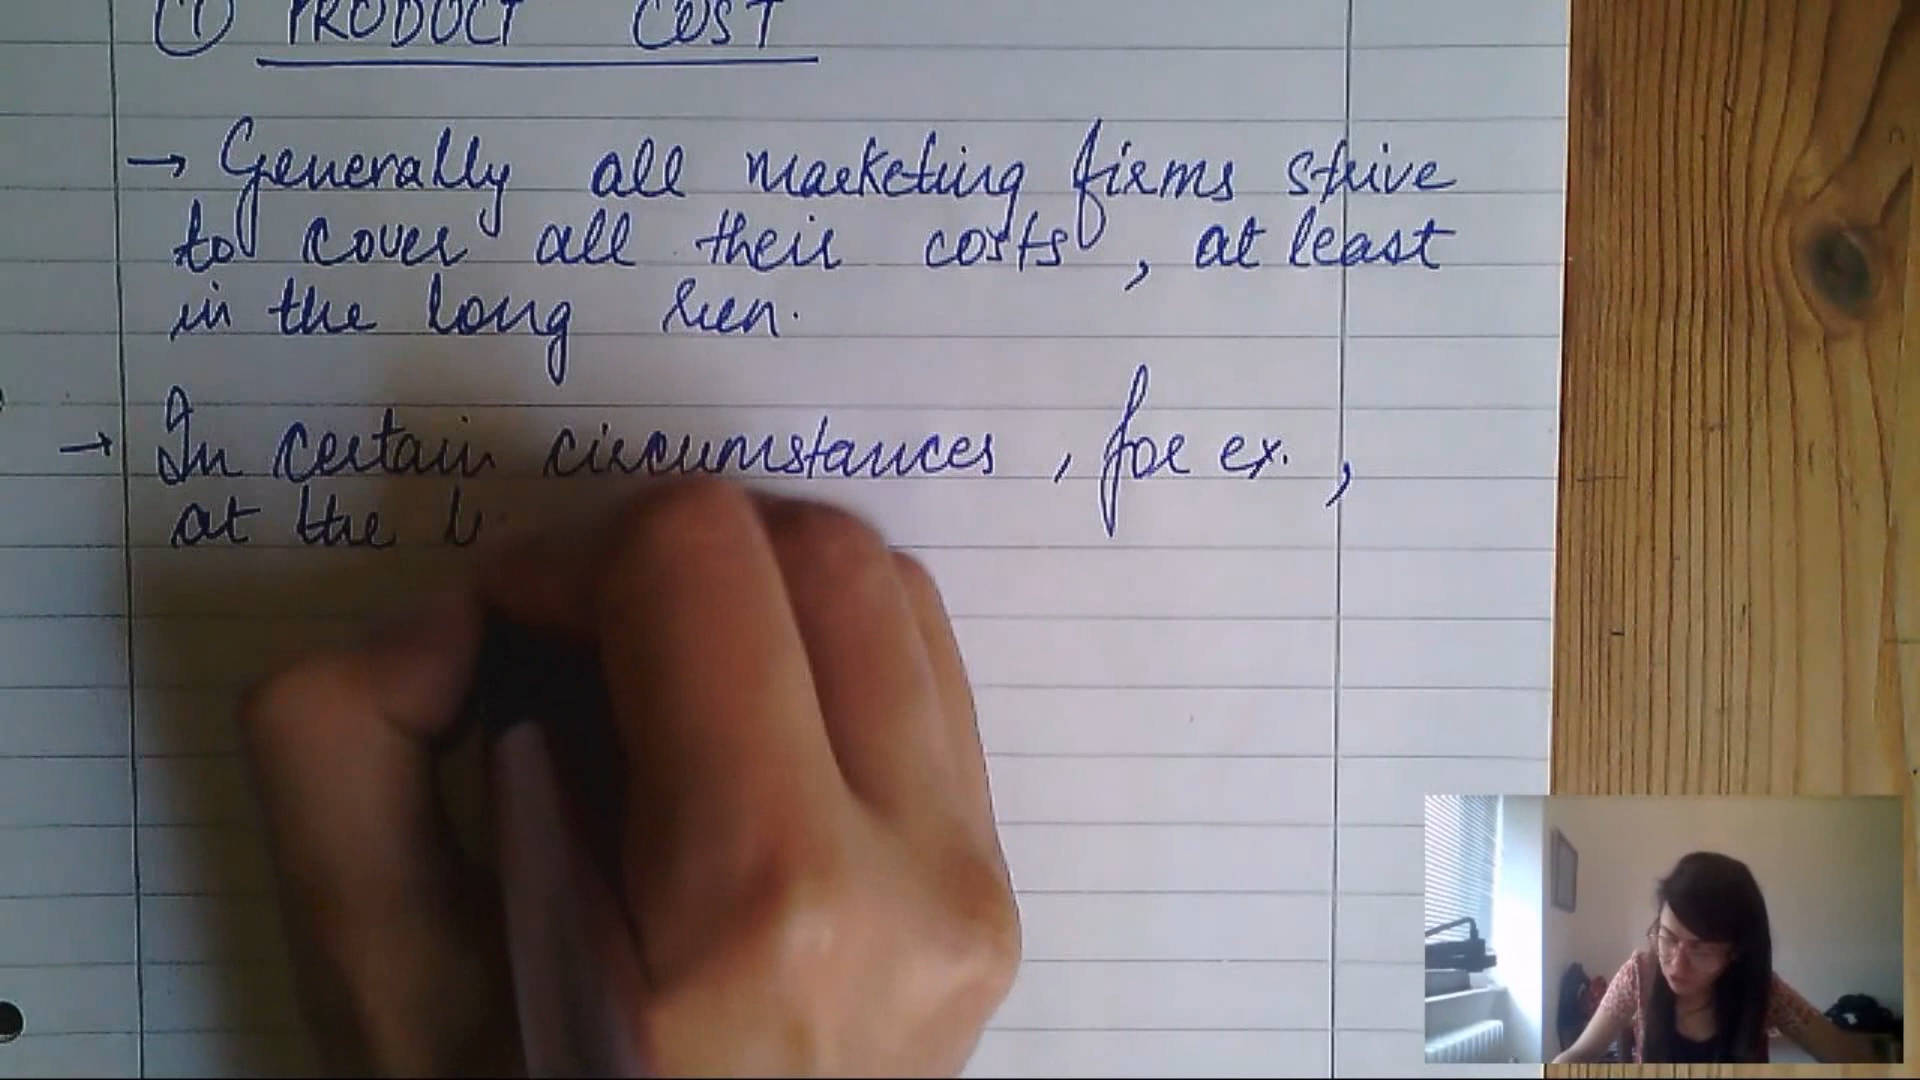 ① PRODUCT COST
→ Generally all marketing firms strive
to cover all their costs, at least
in the long run.
→ In certain circumstances, for ex.,
at the